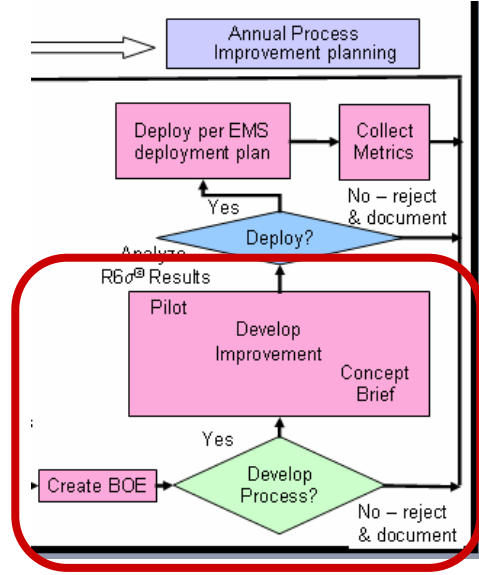 Annual Process
Improvement planning
Deploy per EMS
deployment plan
Collect
Metrics
Yes
No – reject
& document
Deploy?
Analyze
R6σ® Results
Pilot
Develop
Improvement
Concept
Brief
Yes
Create BOE
Develop
Process?
No – reject
& document